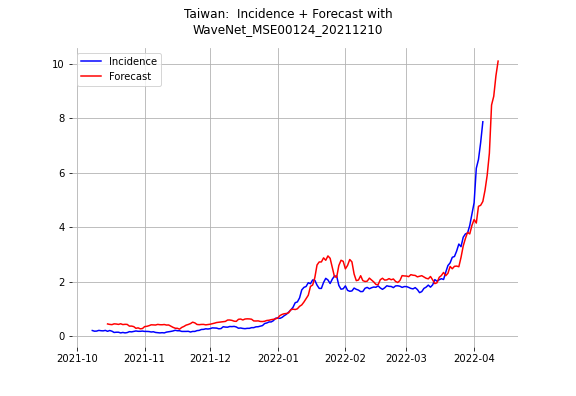 Taiwan:  Incidence + Forecast with
WaveNet_MSE00124_20211210
Incidence
Forecast
10
8
6
4
2
0
2021-10 2021-11 2021-12 2022-01 2022-02 2022-03 2022-04